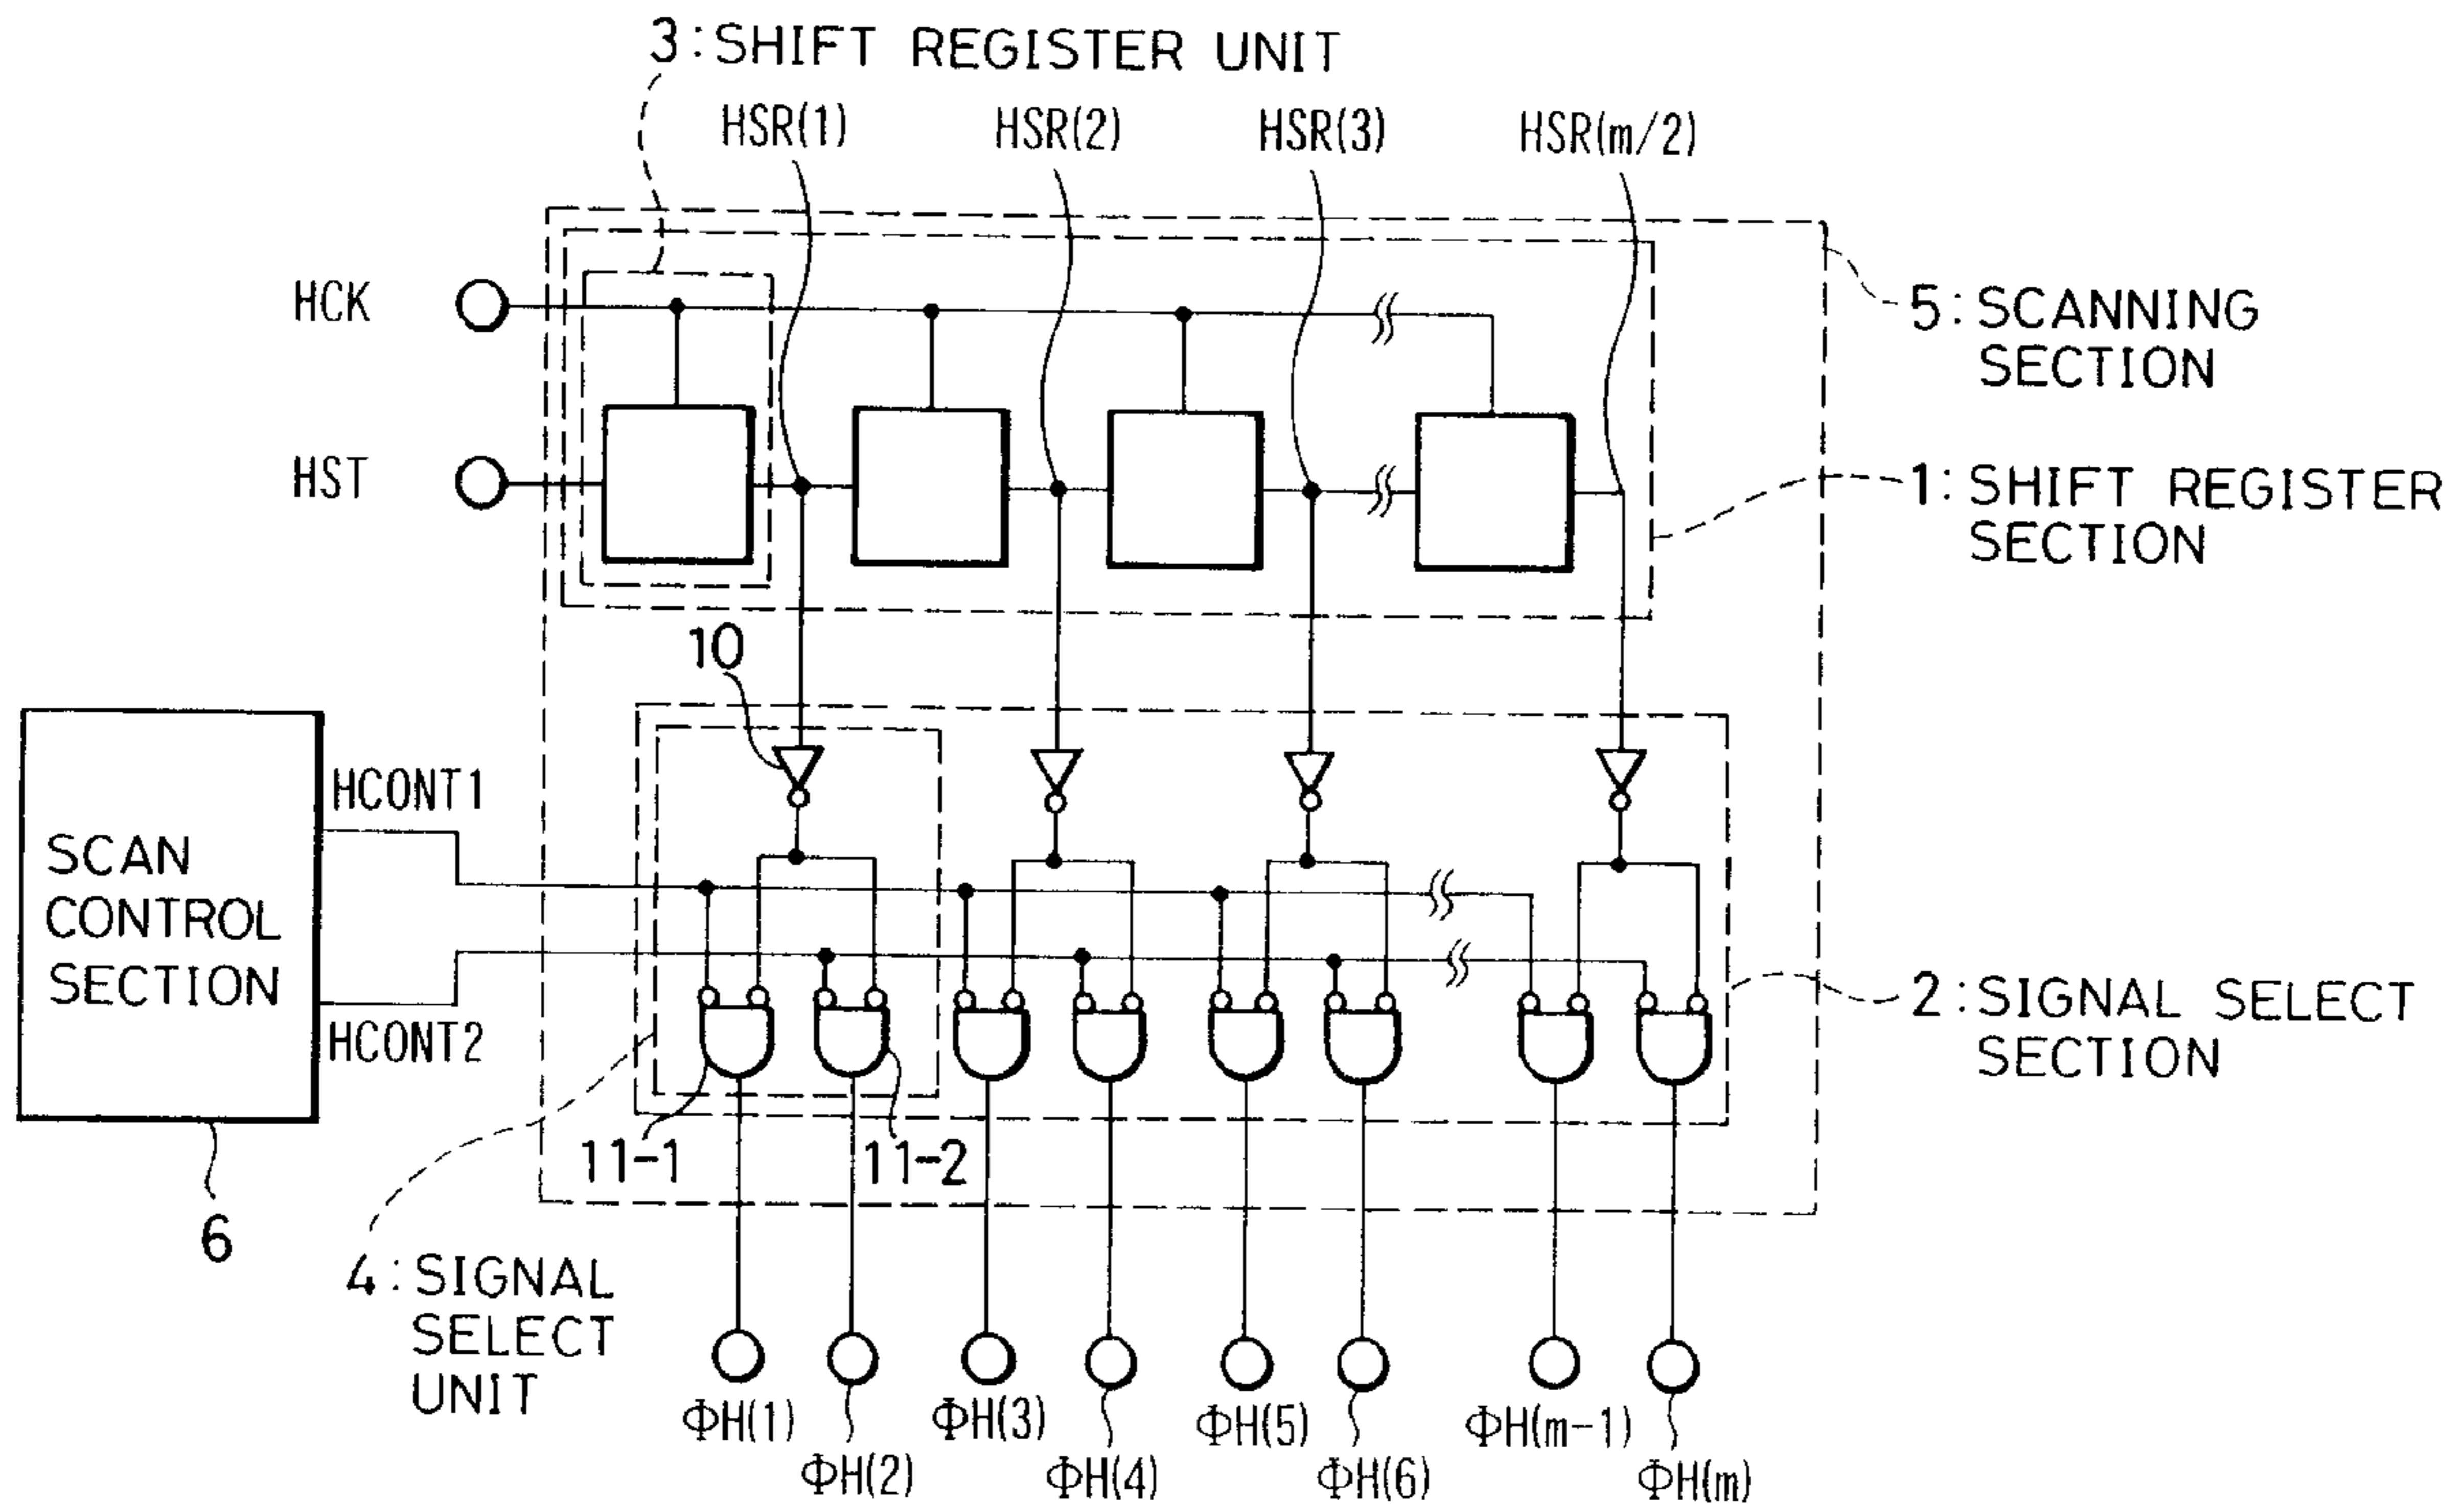 3:SHIFT REGISTER UNIT
HSR(1)
HSR(2)
HSR(3)
HSR(m/2)
HCK
5:SCANNING
SECTION
HST
1:SHIFT REGISTER
SECTION
10
HCONT1
SCAN
CONTROL
SECTION
HCONT2
2:SIGNAL SELECT
SECTION
11-1
11-2
6
4:SIGNAL
SELECT
UNIT
ΦH(1)
ΦH(2)
ΦH(3)
ΦH(4)
ΦH(5)
ΦH(6)
ΦH(m-1)
ΦH(m)